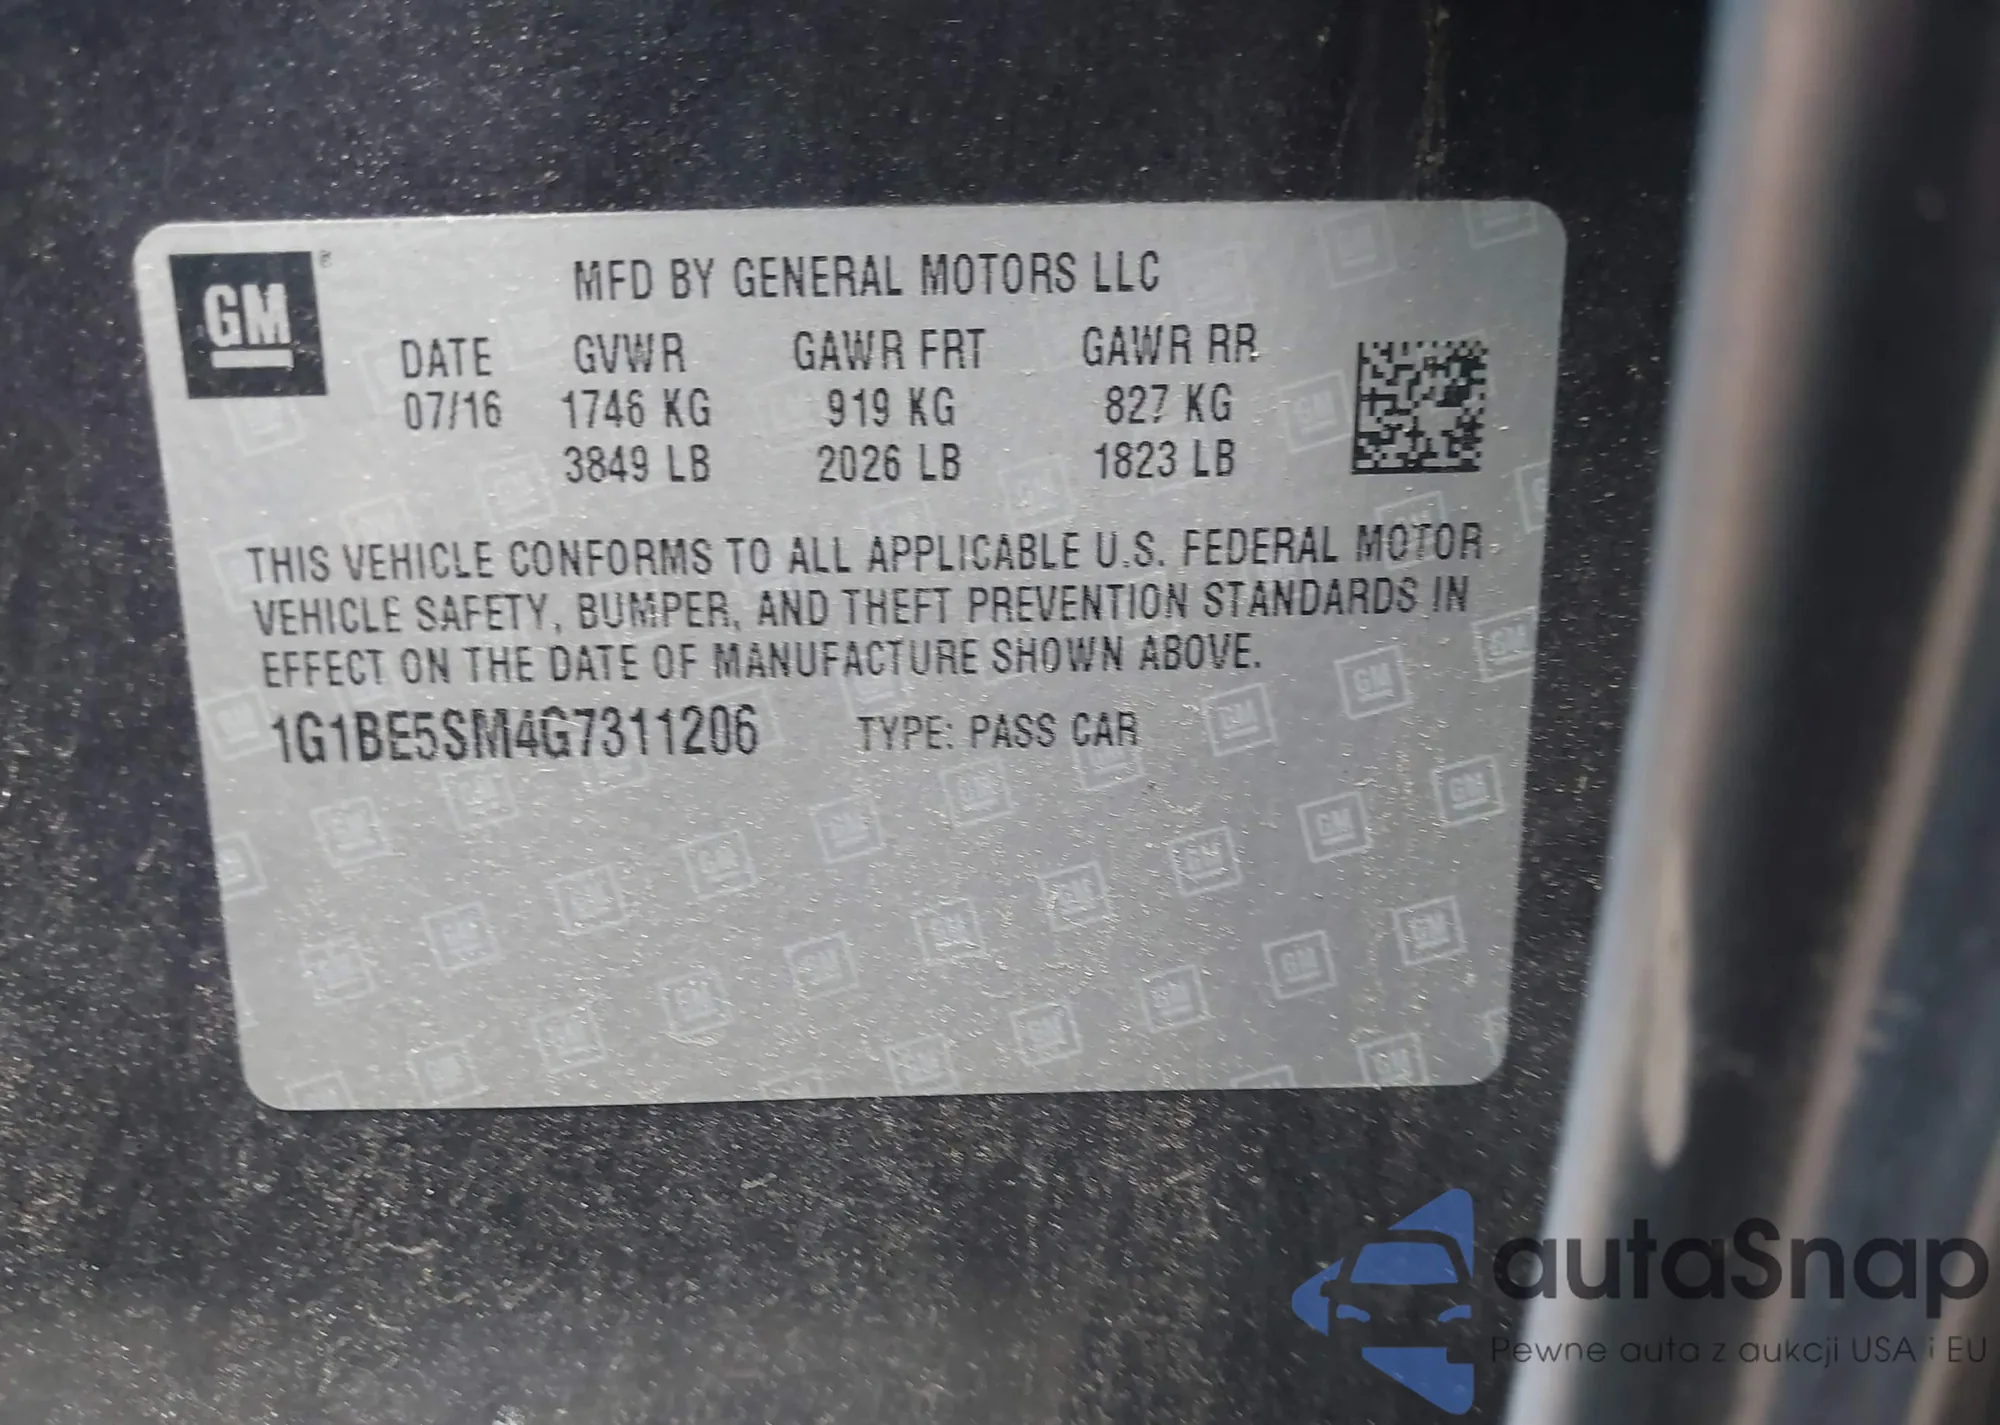 GM
MFD BY GENERAL MOTORS LLC
DATE GVWR GAWR FRT GAWR RR
07/16 1746 KG 919 KG 827 KG
3849 LB 2026 LB 1823 LB
THIS VEHICLE CONFORMS TO ALL APPLICABLE U.S. FEDERAL MOTOR
VEHICLE SAFETY, BUMPER, AND THEFT PREVENTION STANDARDS IN
EFFECT ON THE DATE OF MANUFACTURE SHOWN ABOVE.
1G1BE5SM4G7311206 TYPE: PASS CAR
autaSnap
Pewne auta z aukcji USA i EU